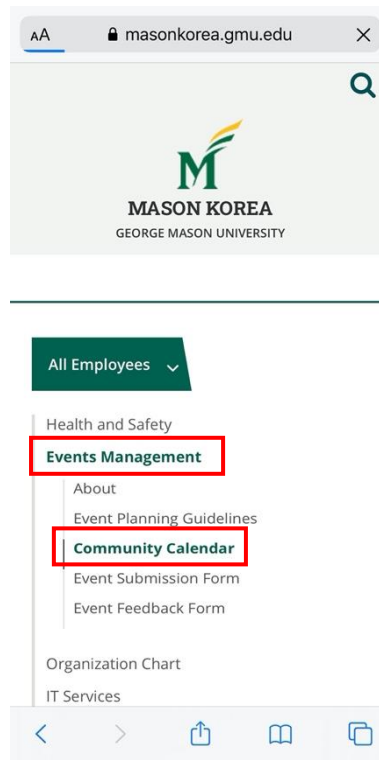 AA masonkorea.gmu.edu
M
MASON KOREA
GEORGE MASON UNIVERSITY
All Employees
Health and Safety
Events Management
About
Event Planning Guidelines
Community Calendar
Event Submission Form
Event Feedback Form
Organization Chart
IT Services